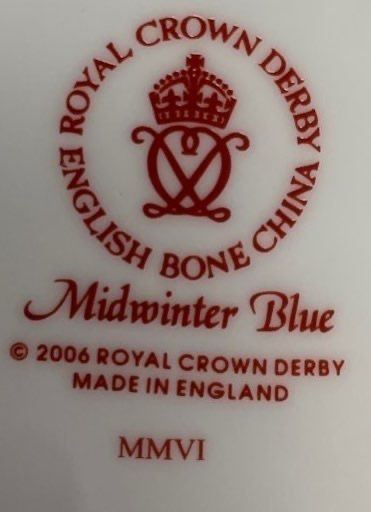 ROYAL CROWN DERBY
ENGLISH BONE CHINA
Midwinter Blue
© 2006 ROYAL CROWN DERBY
MADE IN ENGLAND
MMVI